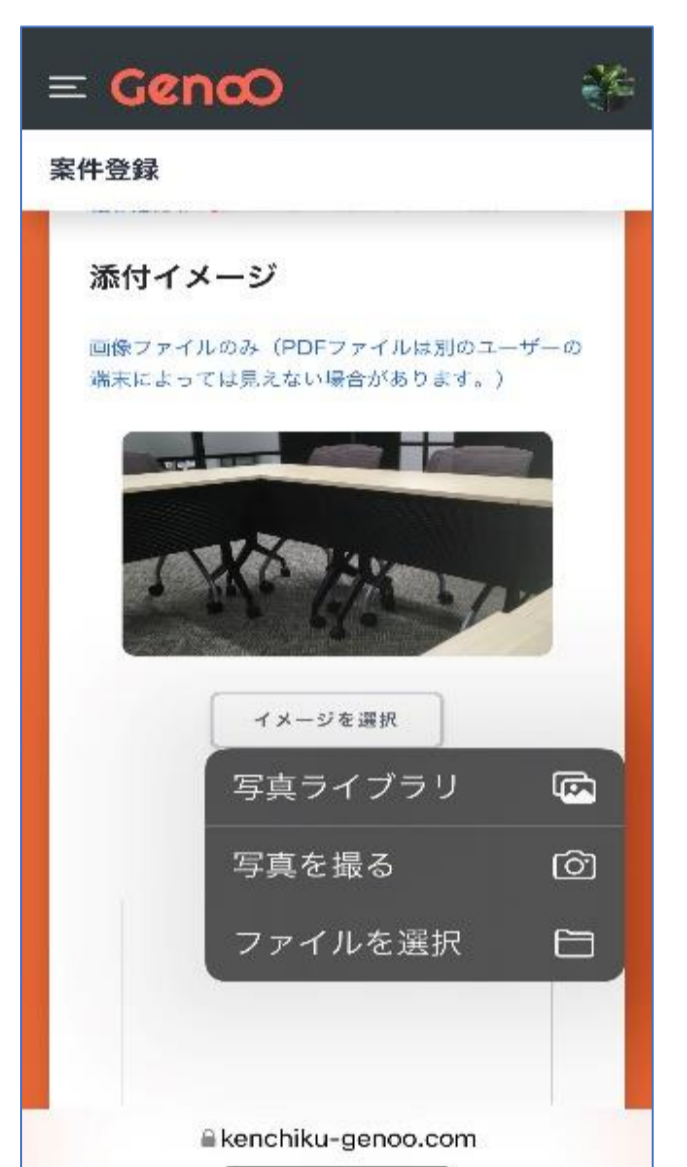 Genoo
案件登録
添付イメージ
画像ファイルのみ（PDFファイルは別のユーザーの
端末によっては見えない場合があります。）
イメージを選択
写真ライブラリ
写真を撮る
ファイルを選択
kenchiku-genoo.com